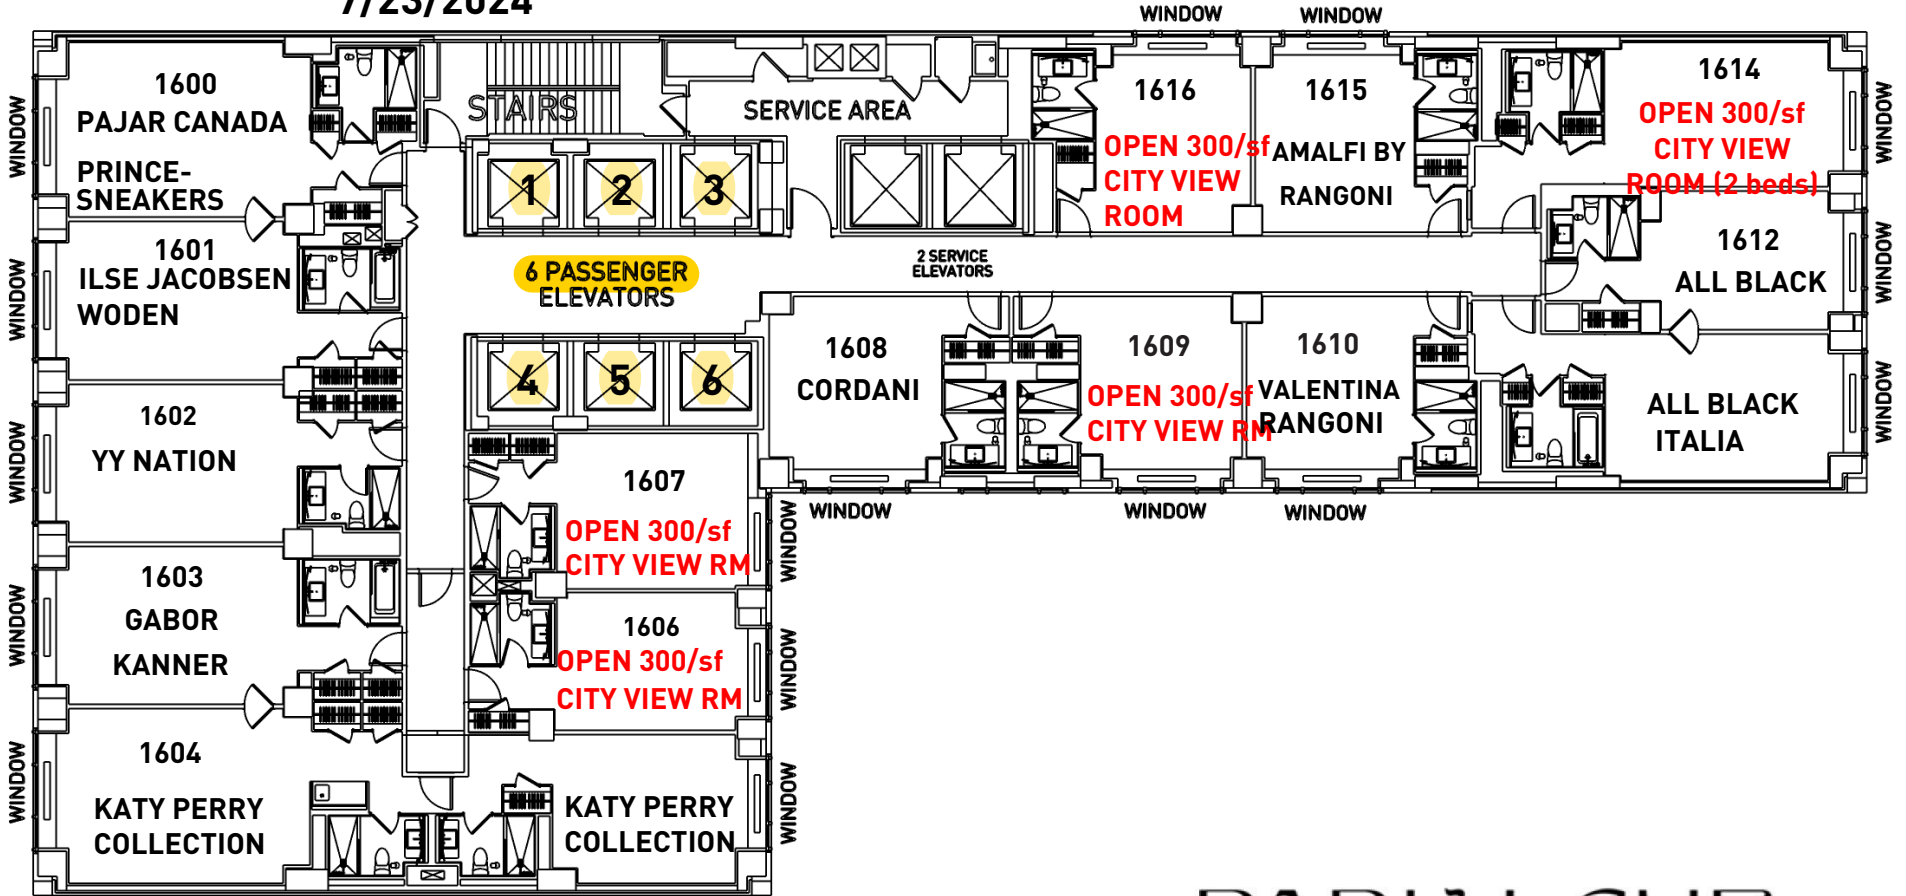 7/23/2024
WINDOW
WINDOW
1600
PAJAR CANADA
PRINCE-
SNEAKERS
WINDOW
STAIRS
SERVICE AREA
1616
OPEN 300/sf
CITY VIEW
ROOM
1615
AMALFI BY
RANGONI
1614
OPEN 300/sf
CITY VIEW
ROOM (2 beds)
WINDOW
1
2
3
1601
ILSE JACOBSEN
WODEN
WINDOW
6 PASSENGER
ELEVATORS
2 SERVICE
ELEVATORS
1612
ALL BLACK
WINDOW
4
5
6
1608
CORDANI
1609
OPEN 300/sf
CITY VIEW RM
1610
VALENTINA
RANGONI
ALL BLACK
ITALIA
WINDOW
1602
YY NATION
WINDOW
1607
OPEN 300/sf
CITY VIEW RM
WINDOW
WINDOW
WINDOW
WINDOW
1603
GABOR
KANNER
WINDOW
1606
OPEN 300/sf
CITY VIEW RM
WINDOW
1604
KATY PERRY
COLLECTION
WINDOW
KATY PERRY
COLLECTION
WINDOW